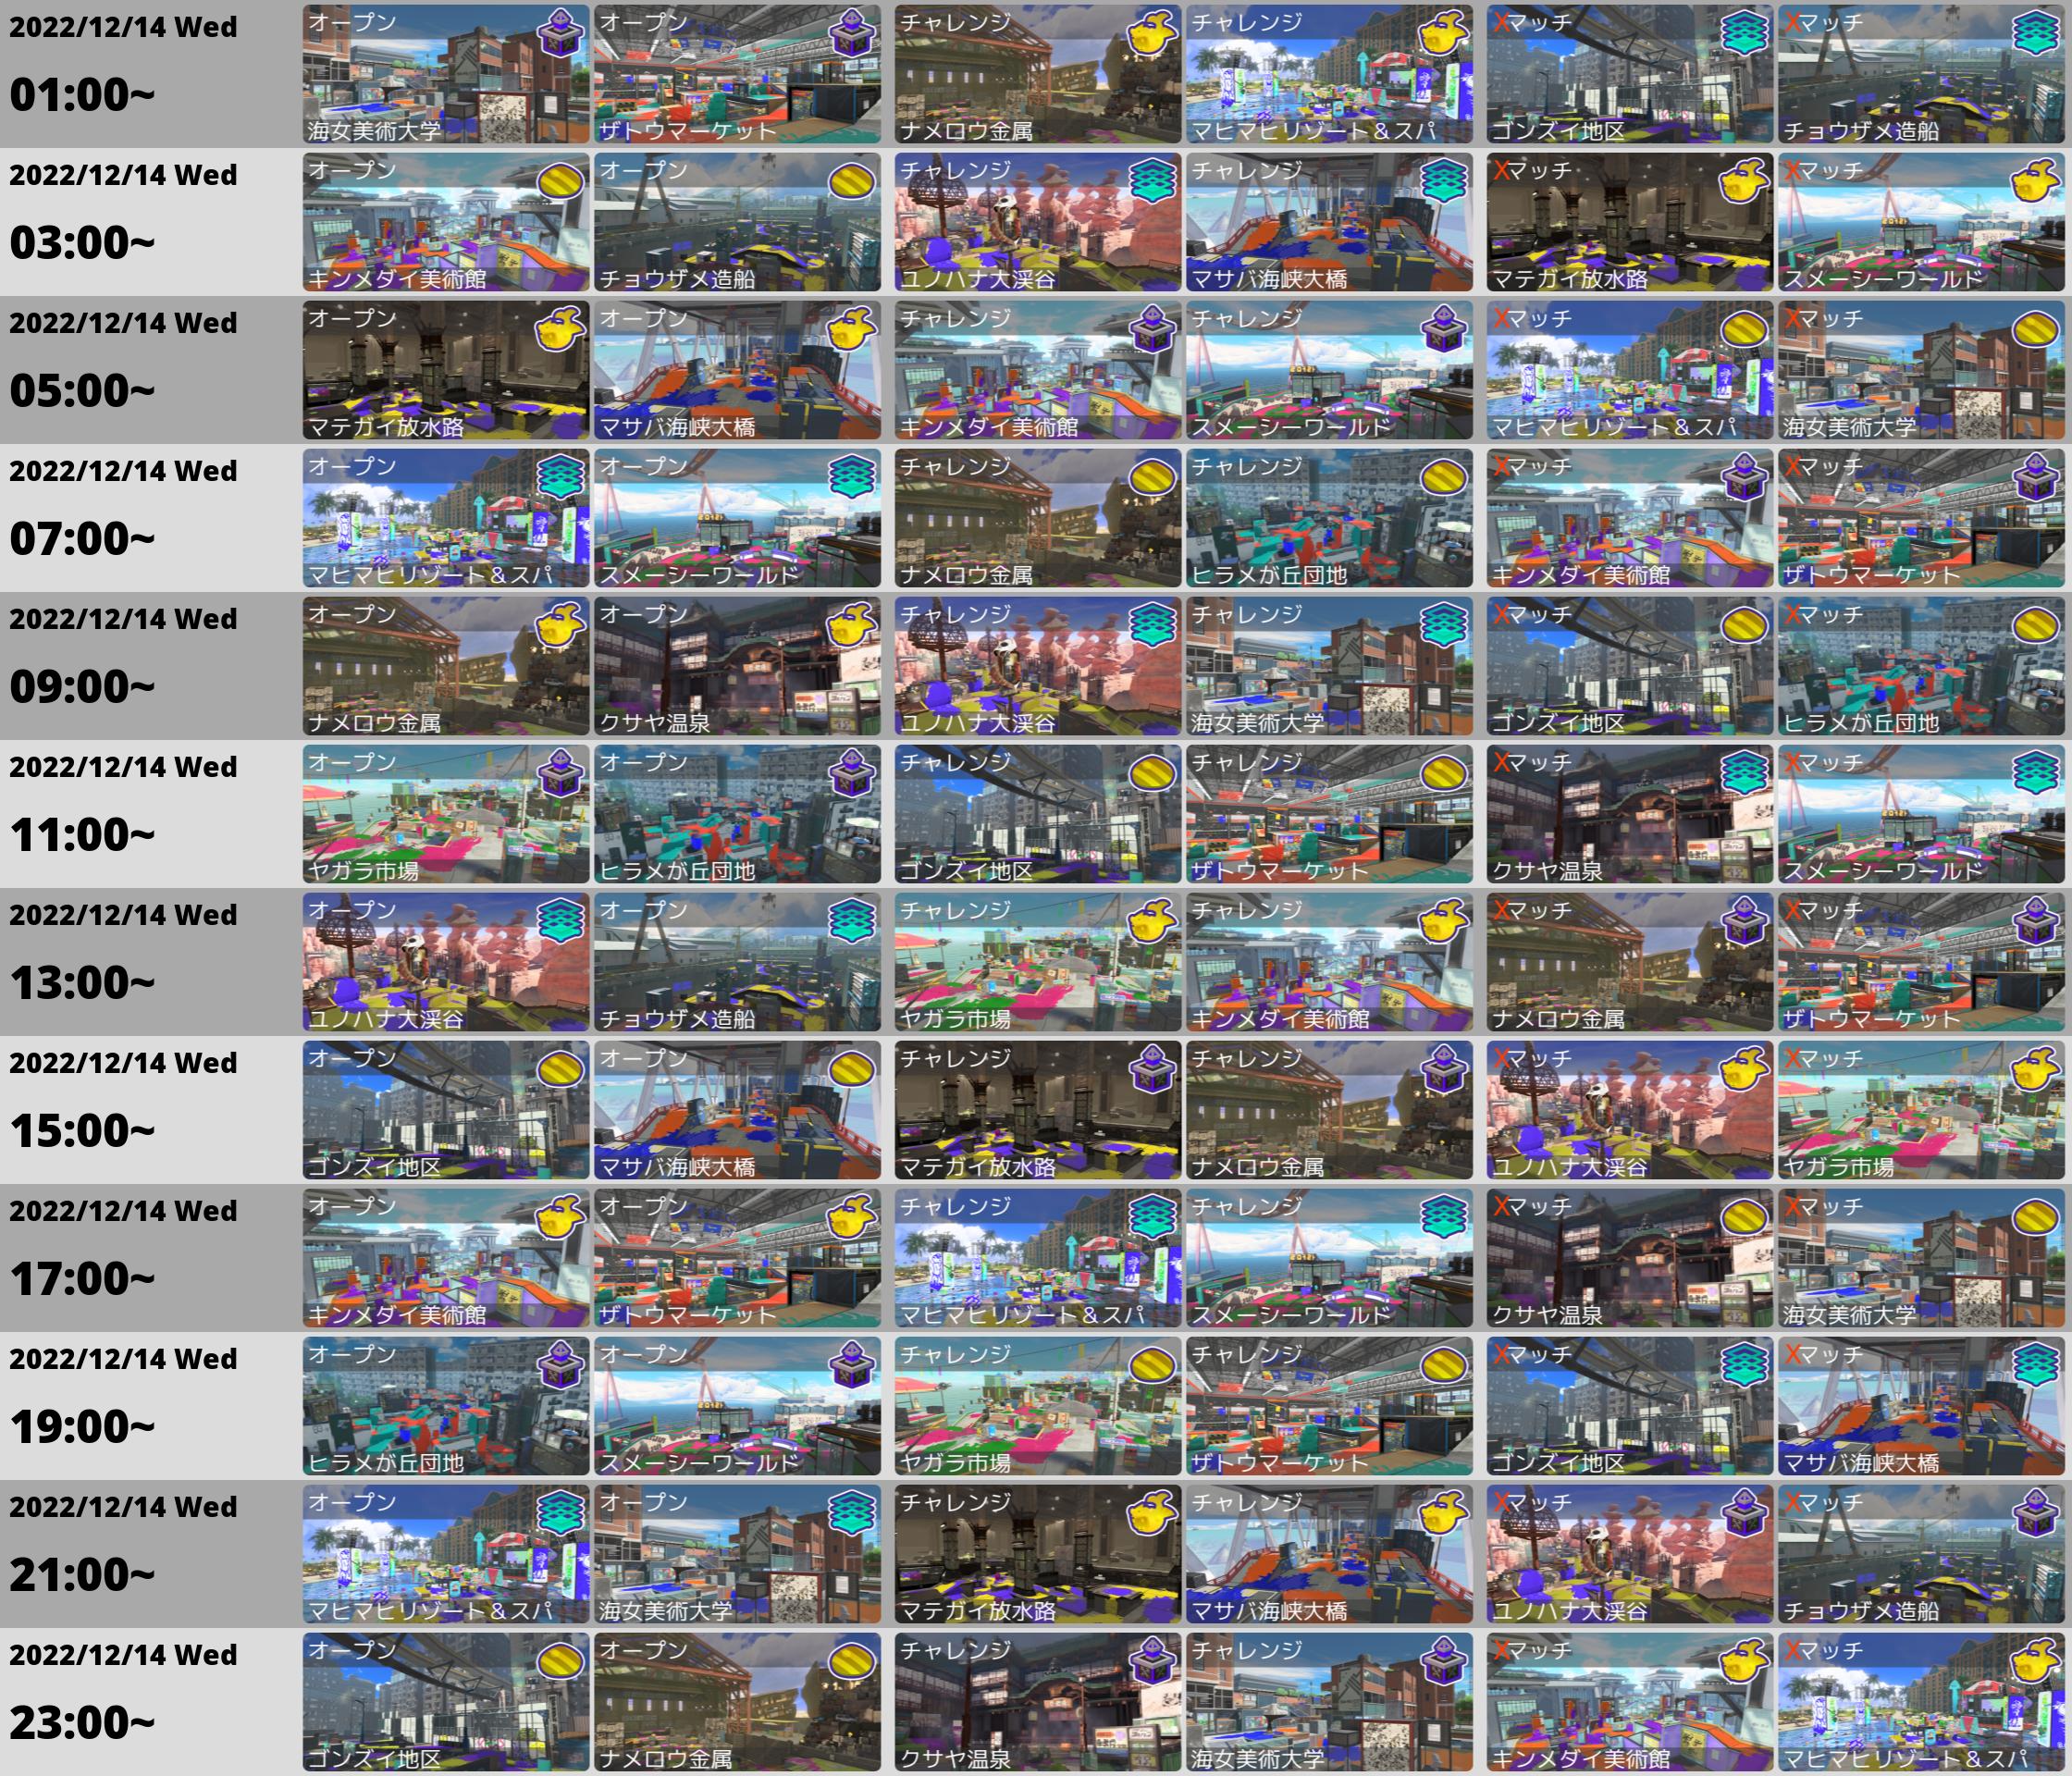 2022/12/14 Wed
01:00~
オープン オープン チャレンジ チャレンジ Xマッチ Xマッチ
海女美術大学 ザトウマーケット ナメロウ金属 マヒマヒリゾート＆スパ ゴンズイ地区 チョウザメ造船
2022/12/14 Wed
03:00~
オープン オープン チャレンジ チャレンジ Xマッチ Xマッチ
キンメダイ美術館 チョウザメ造船 ユノハナ大渓谷 マサバ海峡大橋 マテガイ放水路 スメーシーワールド
2022/12/14 Wed
05:00~
オープン オープン チャレンジ チャレンジ Xマッチ Xマッチ
マテガイ放水路 マサバ海峡大橋 キンメダイ美術館 スメーシーワールド マヒマヒリゾート＆スパ 海女美術大学
2022/12/14 Wed
07:00~
オープン オープン チャレンジ チャレンジ Xマッチ Xマッチ
マヒマヒリゾート＆スパ スメーシーワールド ナメロウ金属 ヒラメが丘団地 キンメダイ美術館 ザトウマーケット
2022/12/14 Wed
09:00~
オープン オープン チャレンジ チャレンジ Xマッチ Xマッチ
ナメロウ金属 クサヤ温泉 ユノハナ大渓谷 海女美術大学 ゴンズイ地区 ヒラメが丘団地
2022/12/14 Wed
11:00~
オープン オープン チャレンジ チャレンジ Xマッチ Xマッチ
ヤガラ市場 ヒラメが丘団地 ゴンズイ地区 ザトウマーケット クサヤ温泉 スメーシーワールド
2022/12/14 Wed
13:00~
オープン オープン チャレンジ チャレンジ Xマッチ Xマッチ
ユノハナ大渓谷 チョウザメ造船 ヤガラ市場 キンメダイ美術館 ナメロウ金属 ザトウマーケット
2022/12/14 Wed
15:00~
オープン オープン チャレンジ チャレンジ Xマッチ Xマッチ
ゴンズイ地区 マサバ海峡大橋 マテガイ放水路 ナメロウ金属 ユノハナ大渓谷 ヤガラ市場
2022/12/14 Wed
17:00~
オープン オープン チャレンジ チャレンジ Xマッチ Xマッチ
キンメダイ美術館 ザトウマーケット マヒマヒリゾート＆スパ スメーシーワールド クサヤ温泉 海女美術大学
2022/12/14 Wed
19:00~
オープン オープン チャレンジ チャレンジ Xマッチ Xマッチ
ヒラメが丘団地 スメーシーワールド ヤガラ市場 ザトウマーケット ゴンズイ地区 マサバ海峡大橋
2022/12/14 Wed
21:00~
オープン オープン チャレンジ チャレンジ Xマッチ Xマッチ
マヒマヒリゾート＆スパ 海女美術大学 マテガイ放水路 マサバ海峡大橋 ユノハナ大渓谷 チョウザメ造船
2022/12/14 Wed
23:00~
オープン オープン チャレンジ チャレンジ Xマッチ Xマッチ
ゴンズイ地区 ナメロウ金属 クサヤ温泉 海女美術大学 キンメダイ美術館 マヒマヒリゾート＆スパ